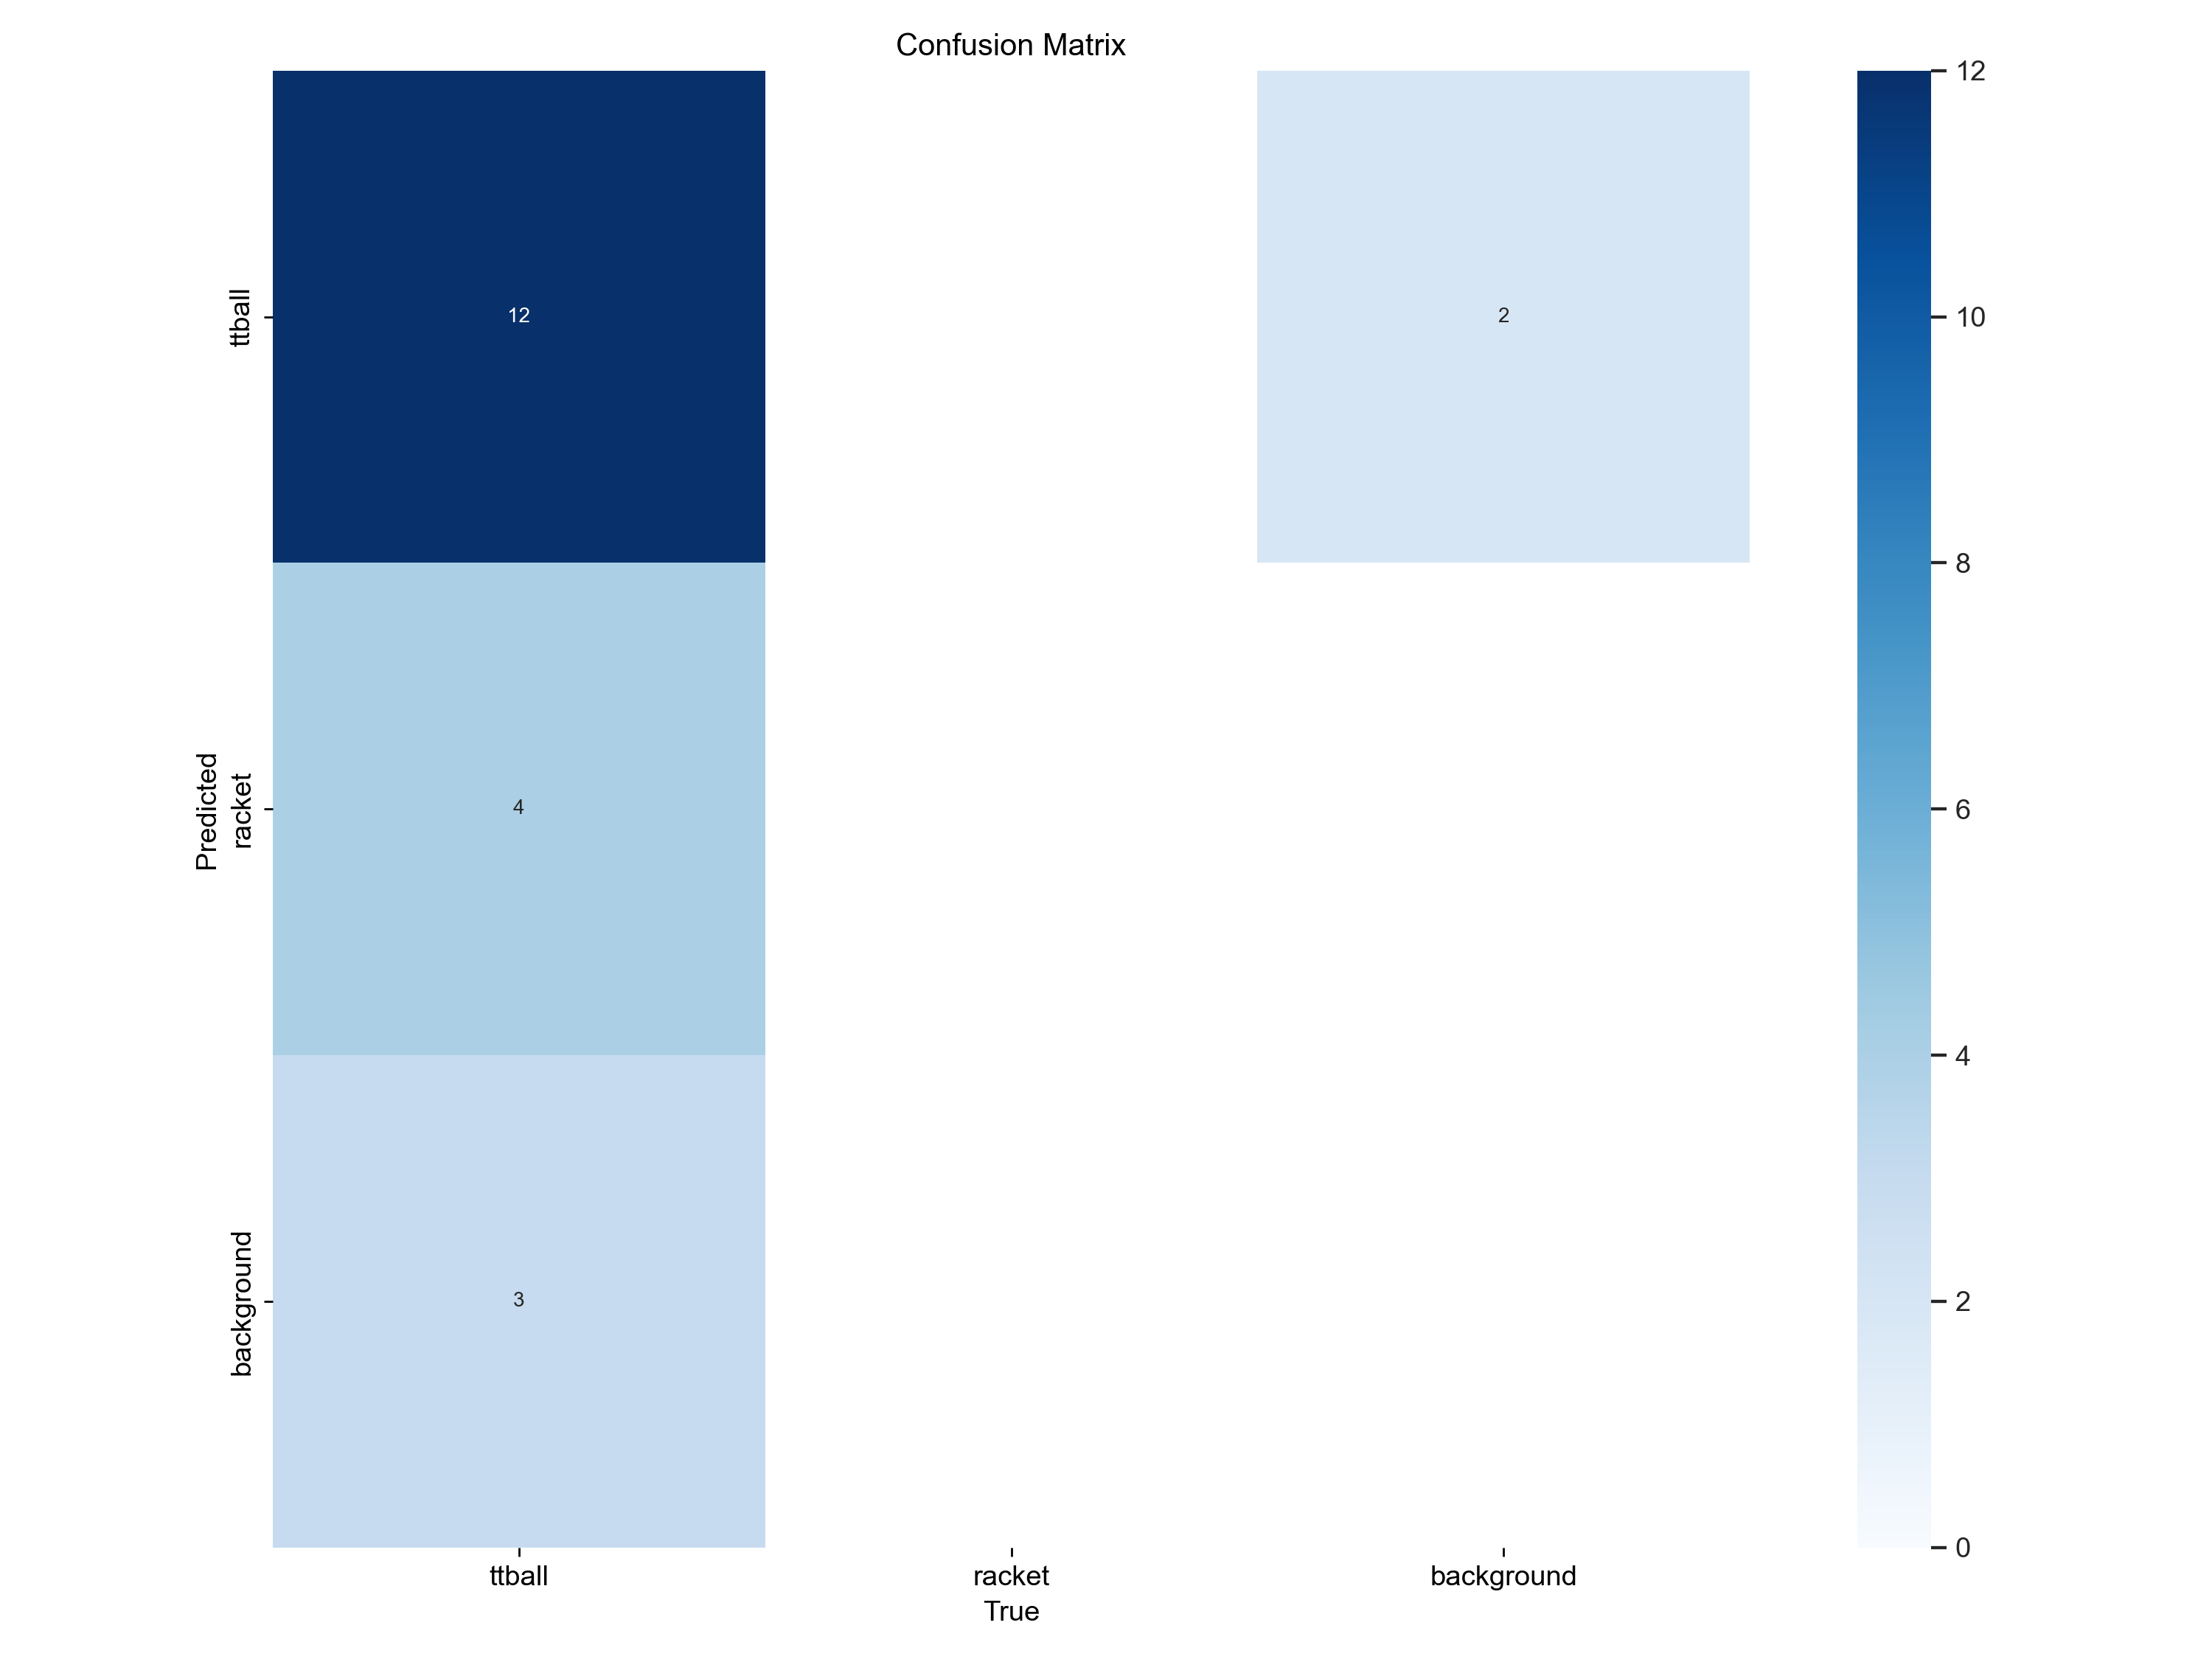 Confusion Matrix
ttball
racket
background
Predicted
12
2
4
3
ttball
racket
background
True
12
10
8
6
4
2
0